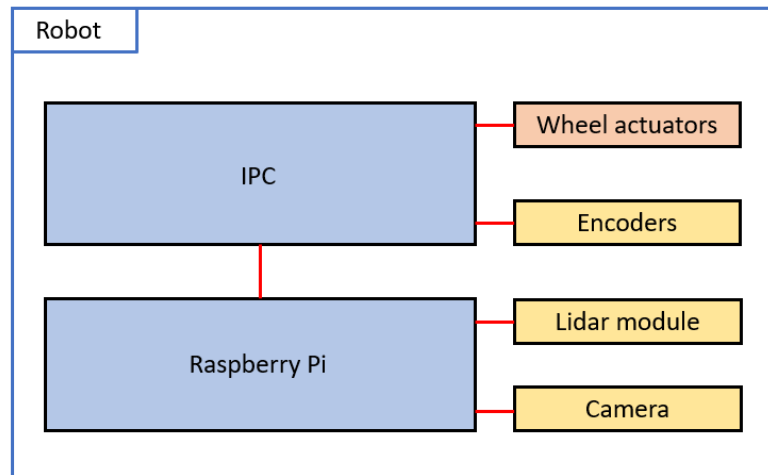 Robot
IPC
Wheel actuators
Encoders
Raspberry Pi
Lidar module
Camera